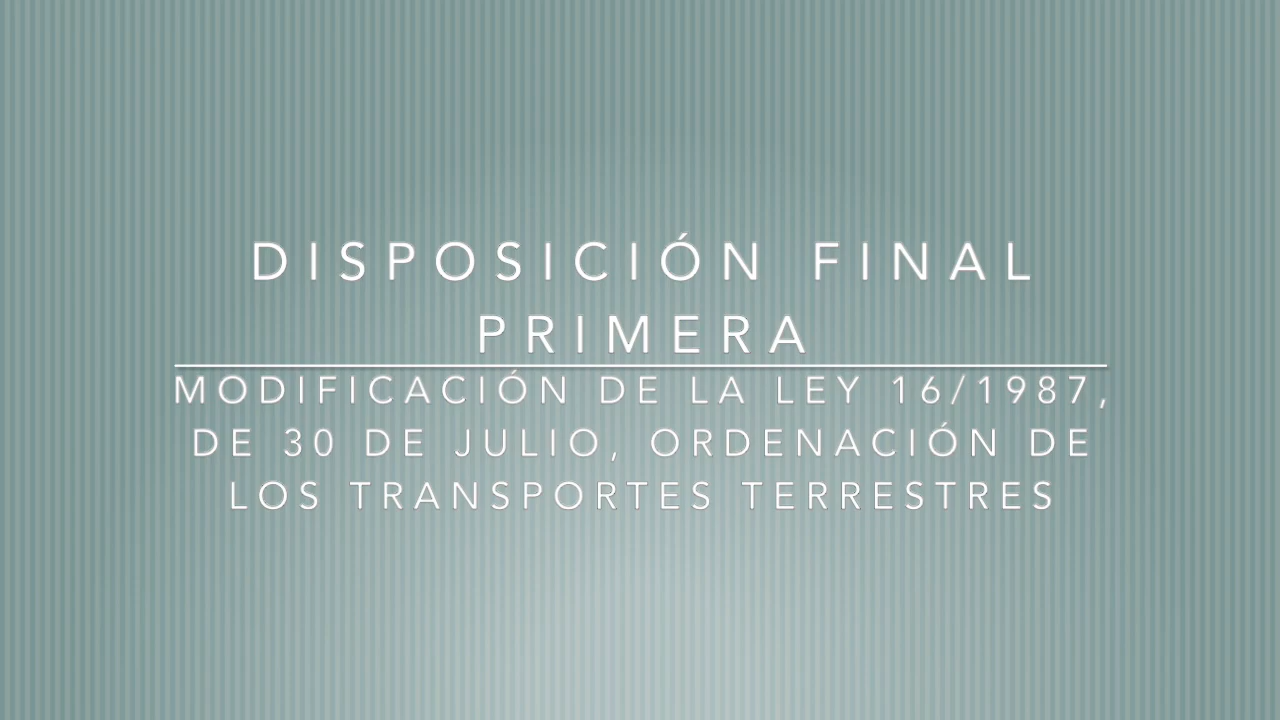 DISPOSICIÓN FINAL
PRIMERA
MODIFICACIÓN DE LA LEY 16/1987,
DE 30 DE JULIO, ORDENACIÓN DE
LOS TRANSPORTES TERRESTRES